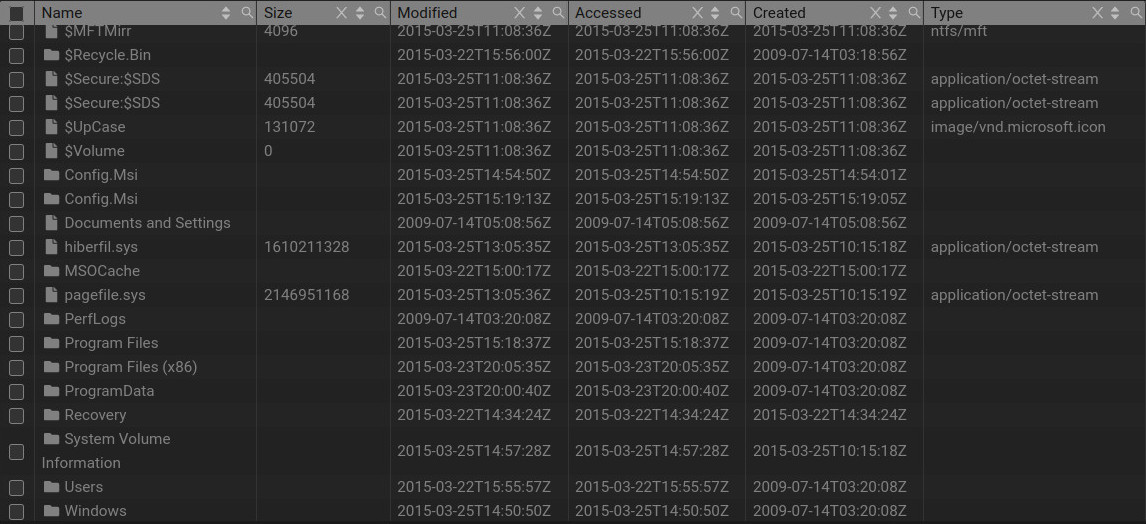 Name Size Modified Accessed Created Type
$MFTMirr 4096 2015-03-25T11:08:36Z 2015-03-25T11:08:36Z 2015-03-25T11:08:36Z ntfs/mft
$Recycle.Bin 2015-03-22T15:56:00Z 2015-03-22T15:56:00Z 2009-07-14T03:18:56Z
$Secure:$SDS 405504 2015-03-25T11:08:36Z 2015-03-25T11:08:36Z 2015-03-25T11:08:36Z application/octet-stream
$Secure:$SDS 405504 2015-03-25T11:08:36Z 2015-03-25T11:08:36Z 2015-03-25T11:08:36Z application/octet-stream
$UpCase 131072 2015-03-25T11:08:36Z 2015-03-25T11:08:36Z 2015-03-25T11:08:36Z image/vnd.microsoft.icon
$Volume 0 2015-03-25T11:08:36Z 2015-03-25T11:08:36Z 2015-03-25T11:08:36Z
Config.Msi 2015-03-25T14:54:50Z 2015-03-25T14:54:50Z 2015-03-25T14:54:01Z
Config.Msi 2015-03-25T15:19:13Z 2015-03-25T15:19:13Z 2015-03-25T15:19:05Z
Documents and Settings 2009-07-14T05:08:56Z 2009-07-14T05:08:56Z 2009-07-14T05:08:56Z
hiberfil.sys 1610211328 2015-03-25T13:05:35Z 2015-03-25T13:05:35Z 2015-03-25T10:15:18Z application/octet-stream
MSOCache 2015-03-22T15:00:17Z 2015-03-22T15:00:17Z 2015-03-22T15:00:17Z
pagefile.sys 2146951168 2015-03-25T13:05:36Z 2015-03-25T10:15:19Z 2015-03-25T10:15:19Z application/octet-stream
PerfLogs 2009-07-14T03:20:08Z 2009-07-14T03:20:08Z 2009-07-14T03:20:08Z
Program Files 2015-03-25T15:18:37Z 2015-03-25T15:18:37Z 2009-07-14T03:20:08Z
Program Files (x86) 2015-03-23T20:05:35Z 2015-03-23T20:05:35Z 2009-07-14T03:20:08Z
ProgramData 2015-03-23T20:00:40Z 2015-03-23T20:00:40Z 2009-07-14T03:20:08Z
Recovery 2015-03-22T14:34:24Z 2015-03-22T14:34:24Z 2015-03-22T14:34:24Z
System Volume
Information 2015-03-25T14:57:28Z 2015-03-25T14:57:28Z 2015-03-25T10:15:18Z
Users 2015-03-22T15:55:57Z 2015-03-22T15:55:57Z 2009-07-14T03:20:08Z
Windows 2015-03-25T14:50:50Z 2015-03-25T14:50:50Z 2009-07-14T03:20:08Z